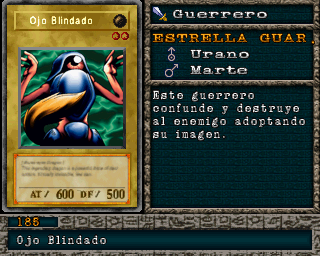 Ojo Blindado
AT/ 600 DF/ 500
Guerrero
ESTRELLA GUAR.
Urano
Marte
Este guerrero
confunde y destruye
al enemigo adoptando
su imagen.
185
Ojo Blindado